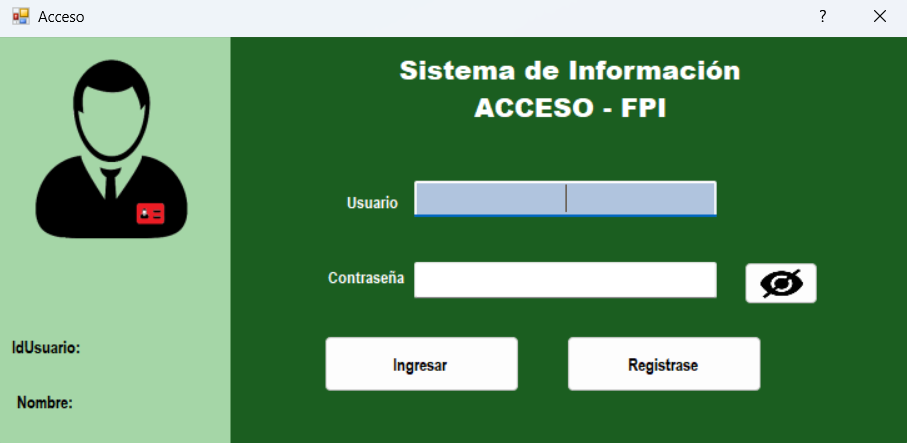 Acceso
?
IdUsuario:
Nombre:
Sistema de Información
ACCESO - FPI
Usuario
Contraseña
Ingresar
Registrase